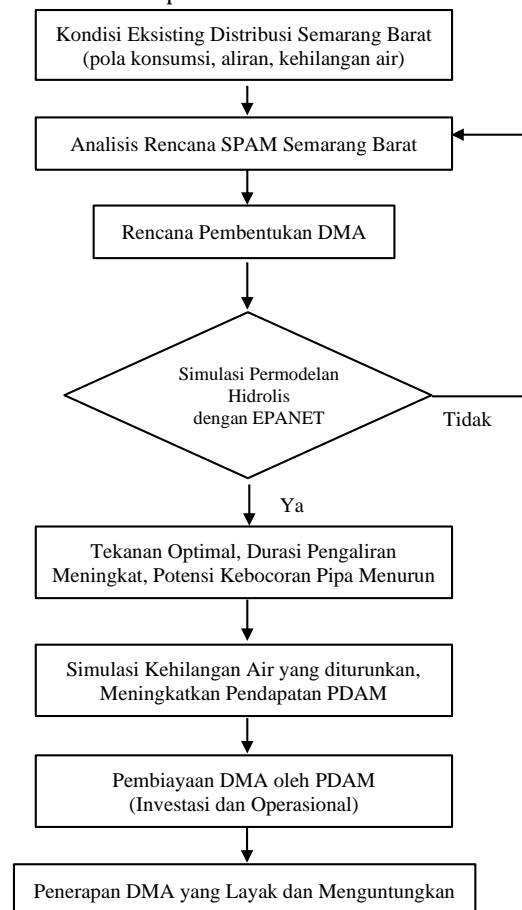 Kondisi Eksisting Distribusi Semarang Barat
(pola konsumsi, aliran, kehilangan air)
Analisis Rencana SPAM Semarang Barat
Rencana Pembentukan DMA
Simulasi Permodelan
Hidrolis
dengan EPANET
Tidak
Ya
Tekanan Optimal, Durasi Pengaliran
Meningkat, Potensi Kebocoran Pipa Menurun
Simulasi Kehilangan Air yang diturunkan,
Meningkatkan Pendapatan PDAM
Pembiayaan DMA oleh PDAM
(Investasi dan Operasional)
Penerapan DMA yang Layak dan Menguntungkan